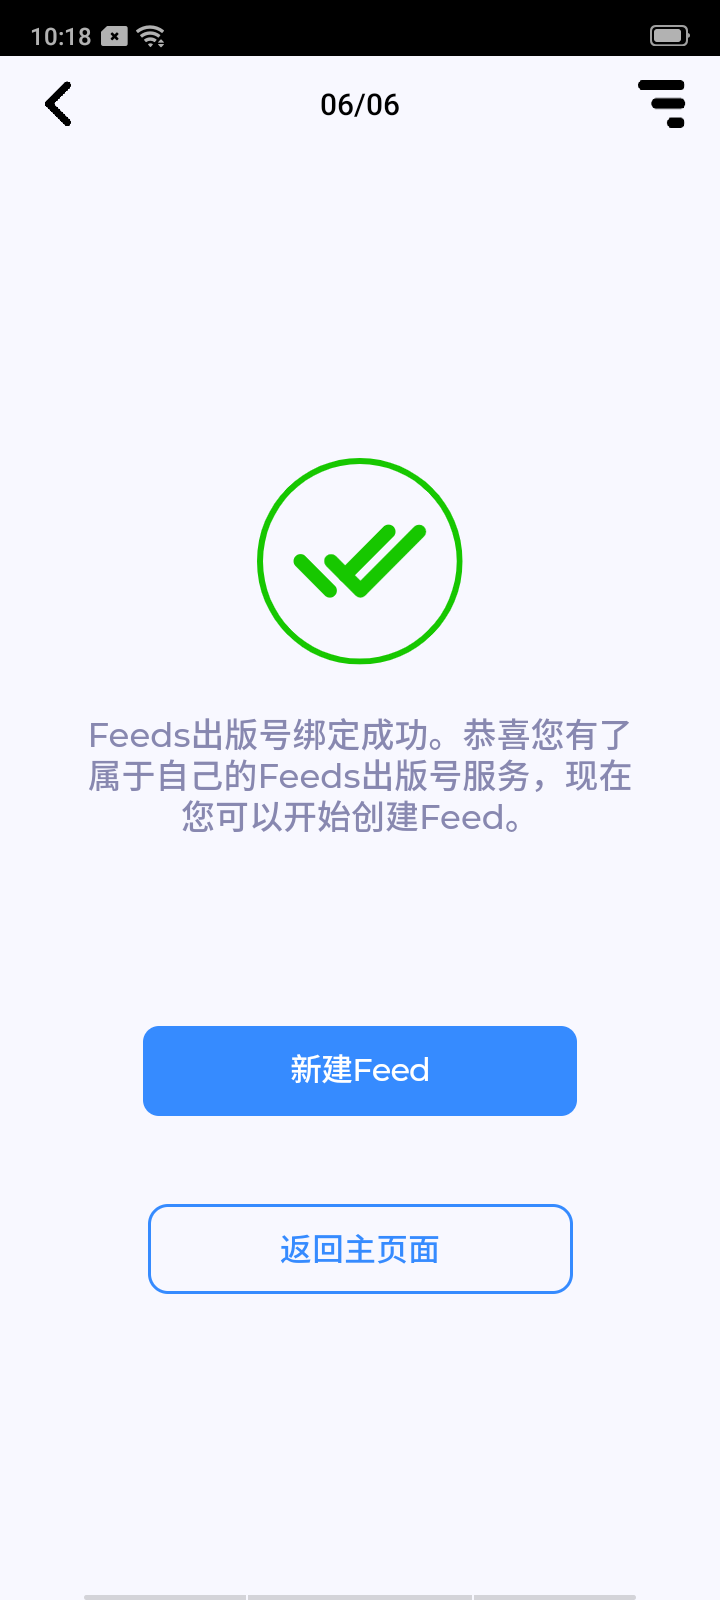 10:18
06/06
Feeds出版号绑定成功。恭喜您有了
属于自己的Feeds出版号服务，现在
您可以开始创建Feed。
新建Feed
返回主页面